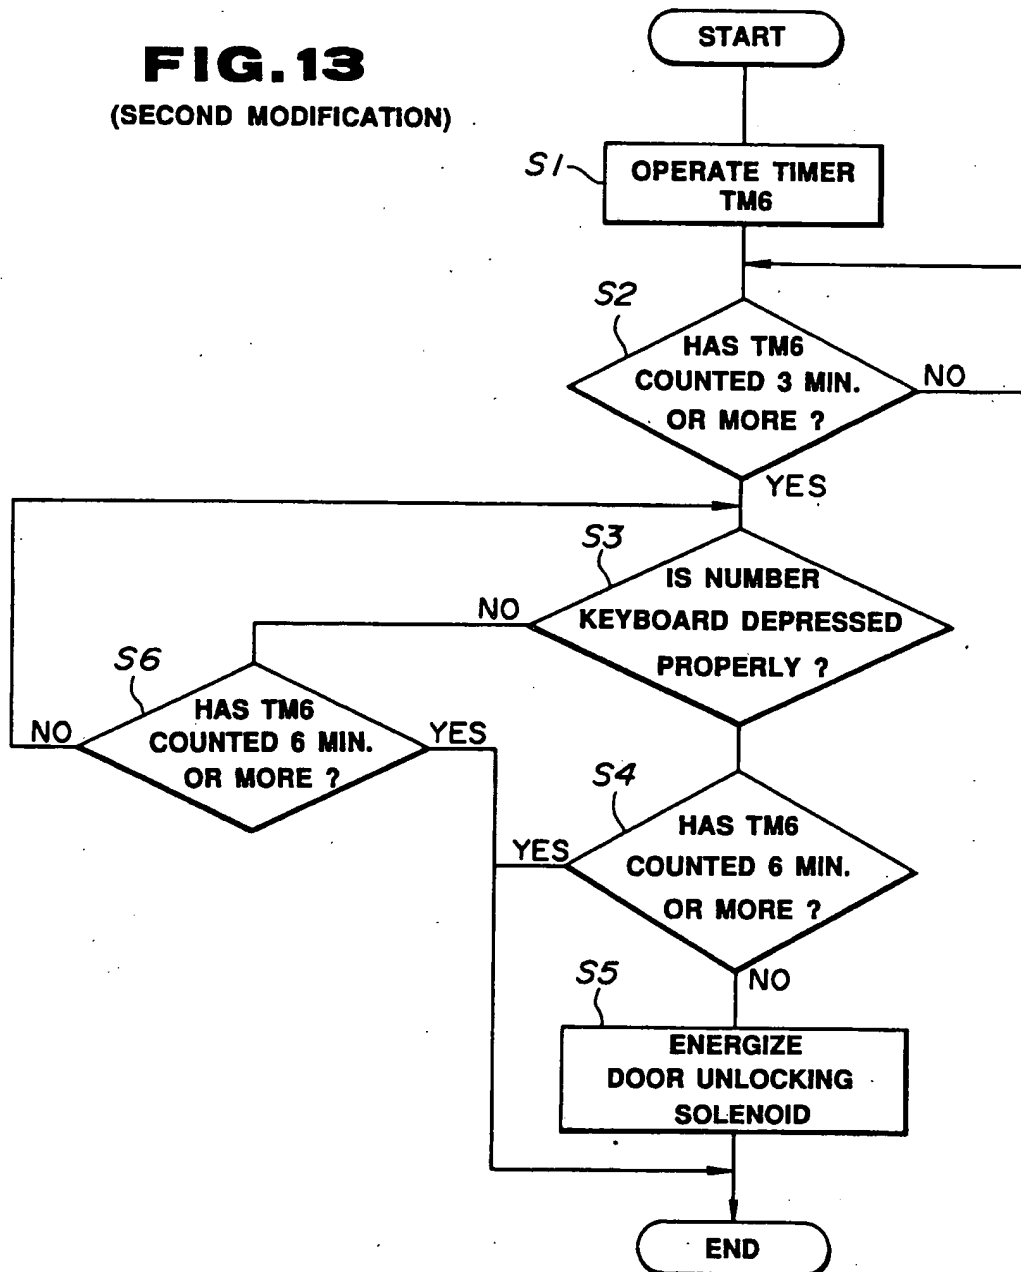 FIG.13
(SECOND MODIFICATION)
START
S1
OPERATE TIMER
TM6
S2
HAS TM6
COUNTED 3 MIN.
OR MORE ?
NO
YES
S3
IS NUMBER
KEYBOARD DEPRESSED
PROPERLY ?
NO
S6
HAS TM6
COUNTED 6 MIN.
OR MORE ?
NO
YES
S4
HAS TM6
COUNTED 6 MIN.
OR MORE ?
YES
NO
S5
ENERGIZE
DOOR UNLOCKING
SOLENOID
END